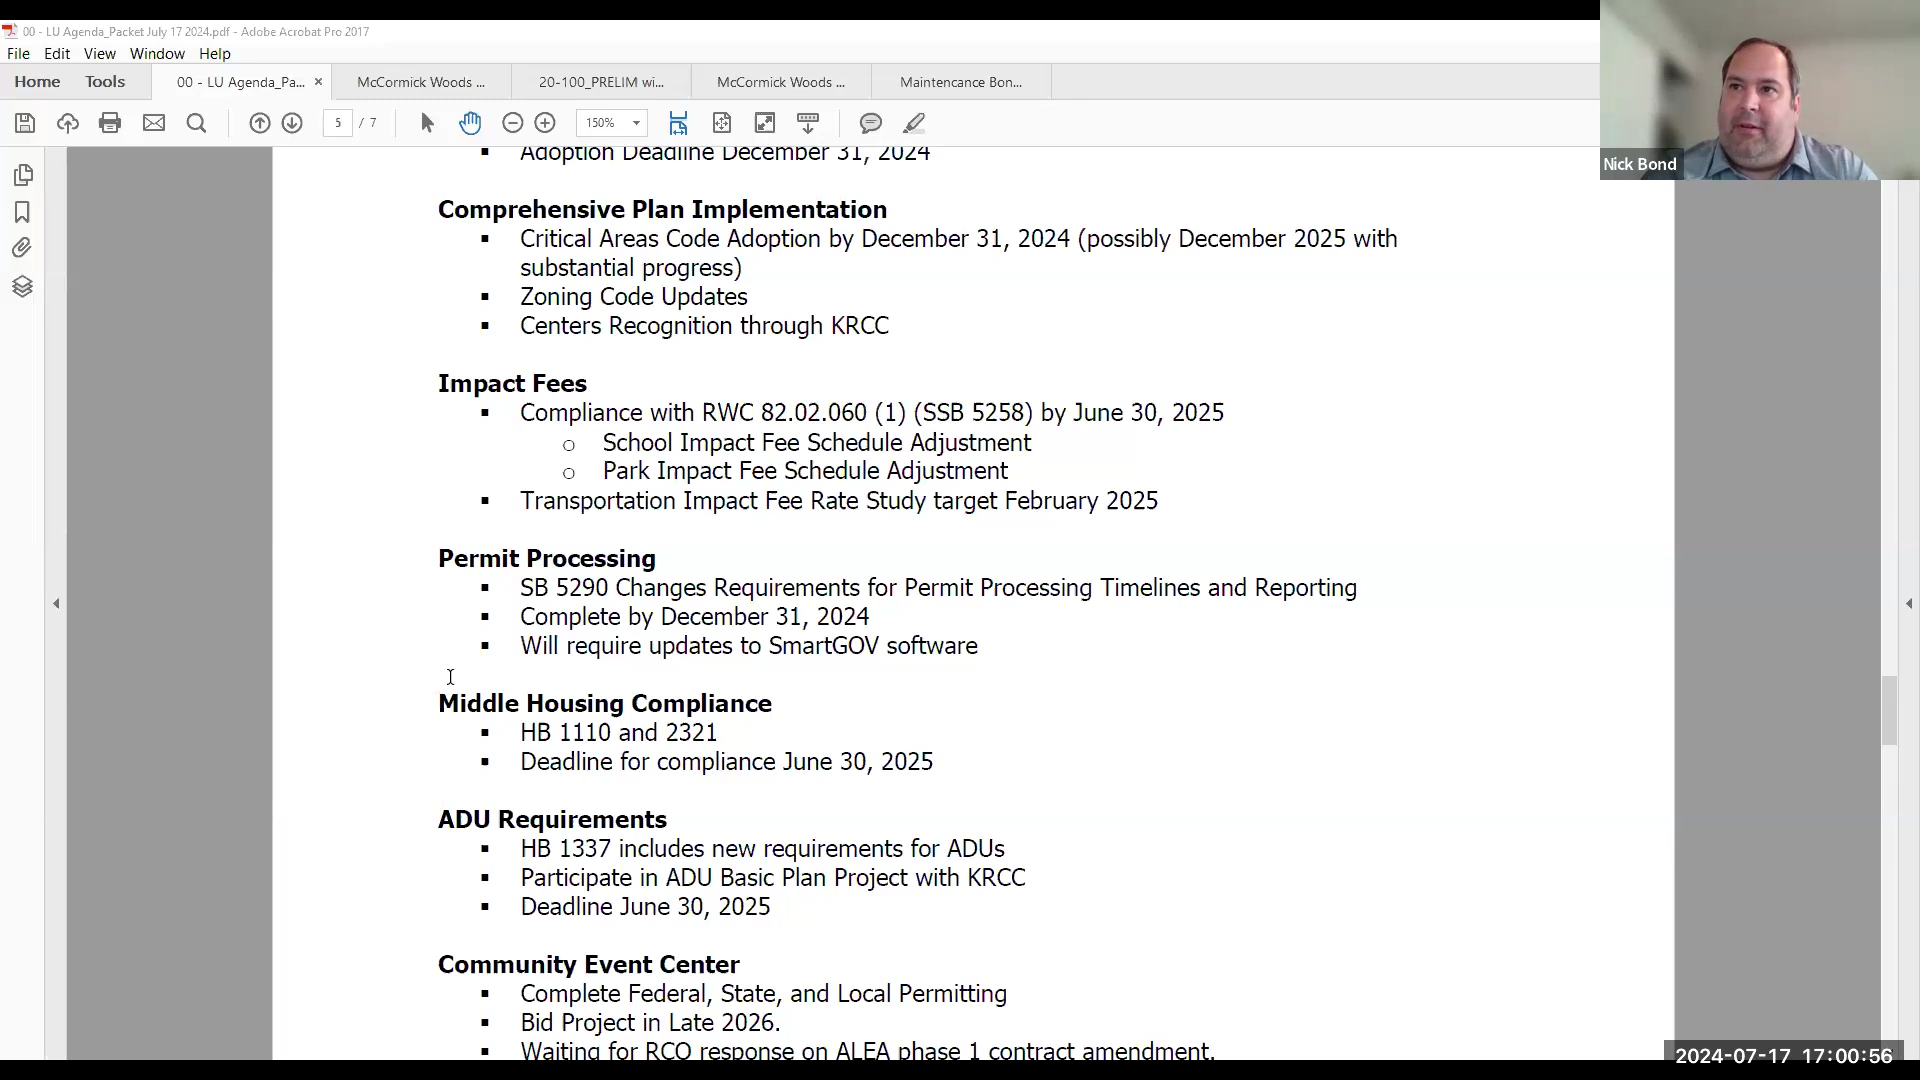 00 - LU Agenda_Packet July 17 2024.pdf - Adobe Acrobat Pro 2017
File Edit View Window Help
Home Tools 00 - LU Agenda_Pa... × McCormick Woods ... 20-100_PRELIM wi... McCormick Woods ... Maintencance Bon...
5 / 7 150%
Nick Bond
▪ Adoption Deadline December 31, 2024
Comprehensive Plan Implementation
▪ Critical Areas Code Adoption by December 31, 2024 (possibly December 2025 with
substantial progress)
▪ Zoning Code Updates
▪ Centers Recognition through KRCC
Impact Fees
▪ Compliance with RWC 82.02.060 (1) (SSB 5258) by June 30, 2025
o School Impact Fee Schedule Adjustment
o Park Impact Fee Schedule Adjustment
▪ Transportation Impact Fee Rate Study target February 2025
Permit Processing
▪ SB 5290 Changes Requirements for Permit Processing Timelines and Reporting
▪ Complete by December 31, 2024
▪ Will require updates to SmartGOV software
Middle Housing Compliance
▪ HB 1110 and 2321
▪ Deadline for compliance June 30, 2025
ADU Requirements
▪ HB 1337 includes new requirements for ADUs
▪ Participate in ADU Basic Plan Project with KRCC
▪ Deadline June 30, 2025
Community Event Center
▪ Complete Federal, State, and Local Permitting
▪ Bid Project in Late 2026.
▪ Waiting for RCO response on ALEA phase 1 contract amendment.
2024-07-17 17:00:56